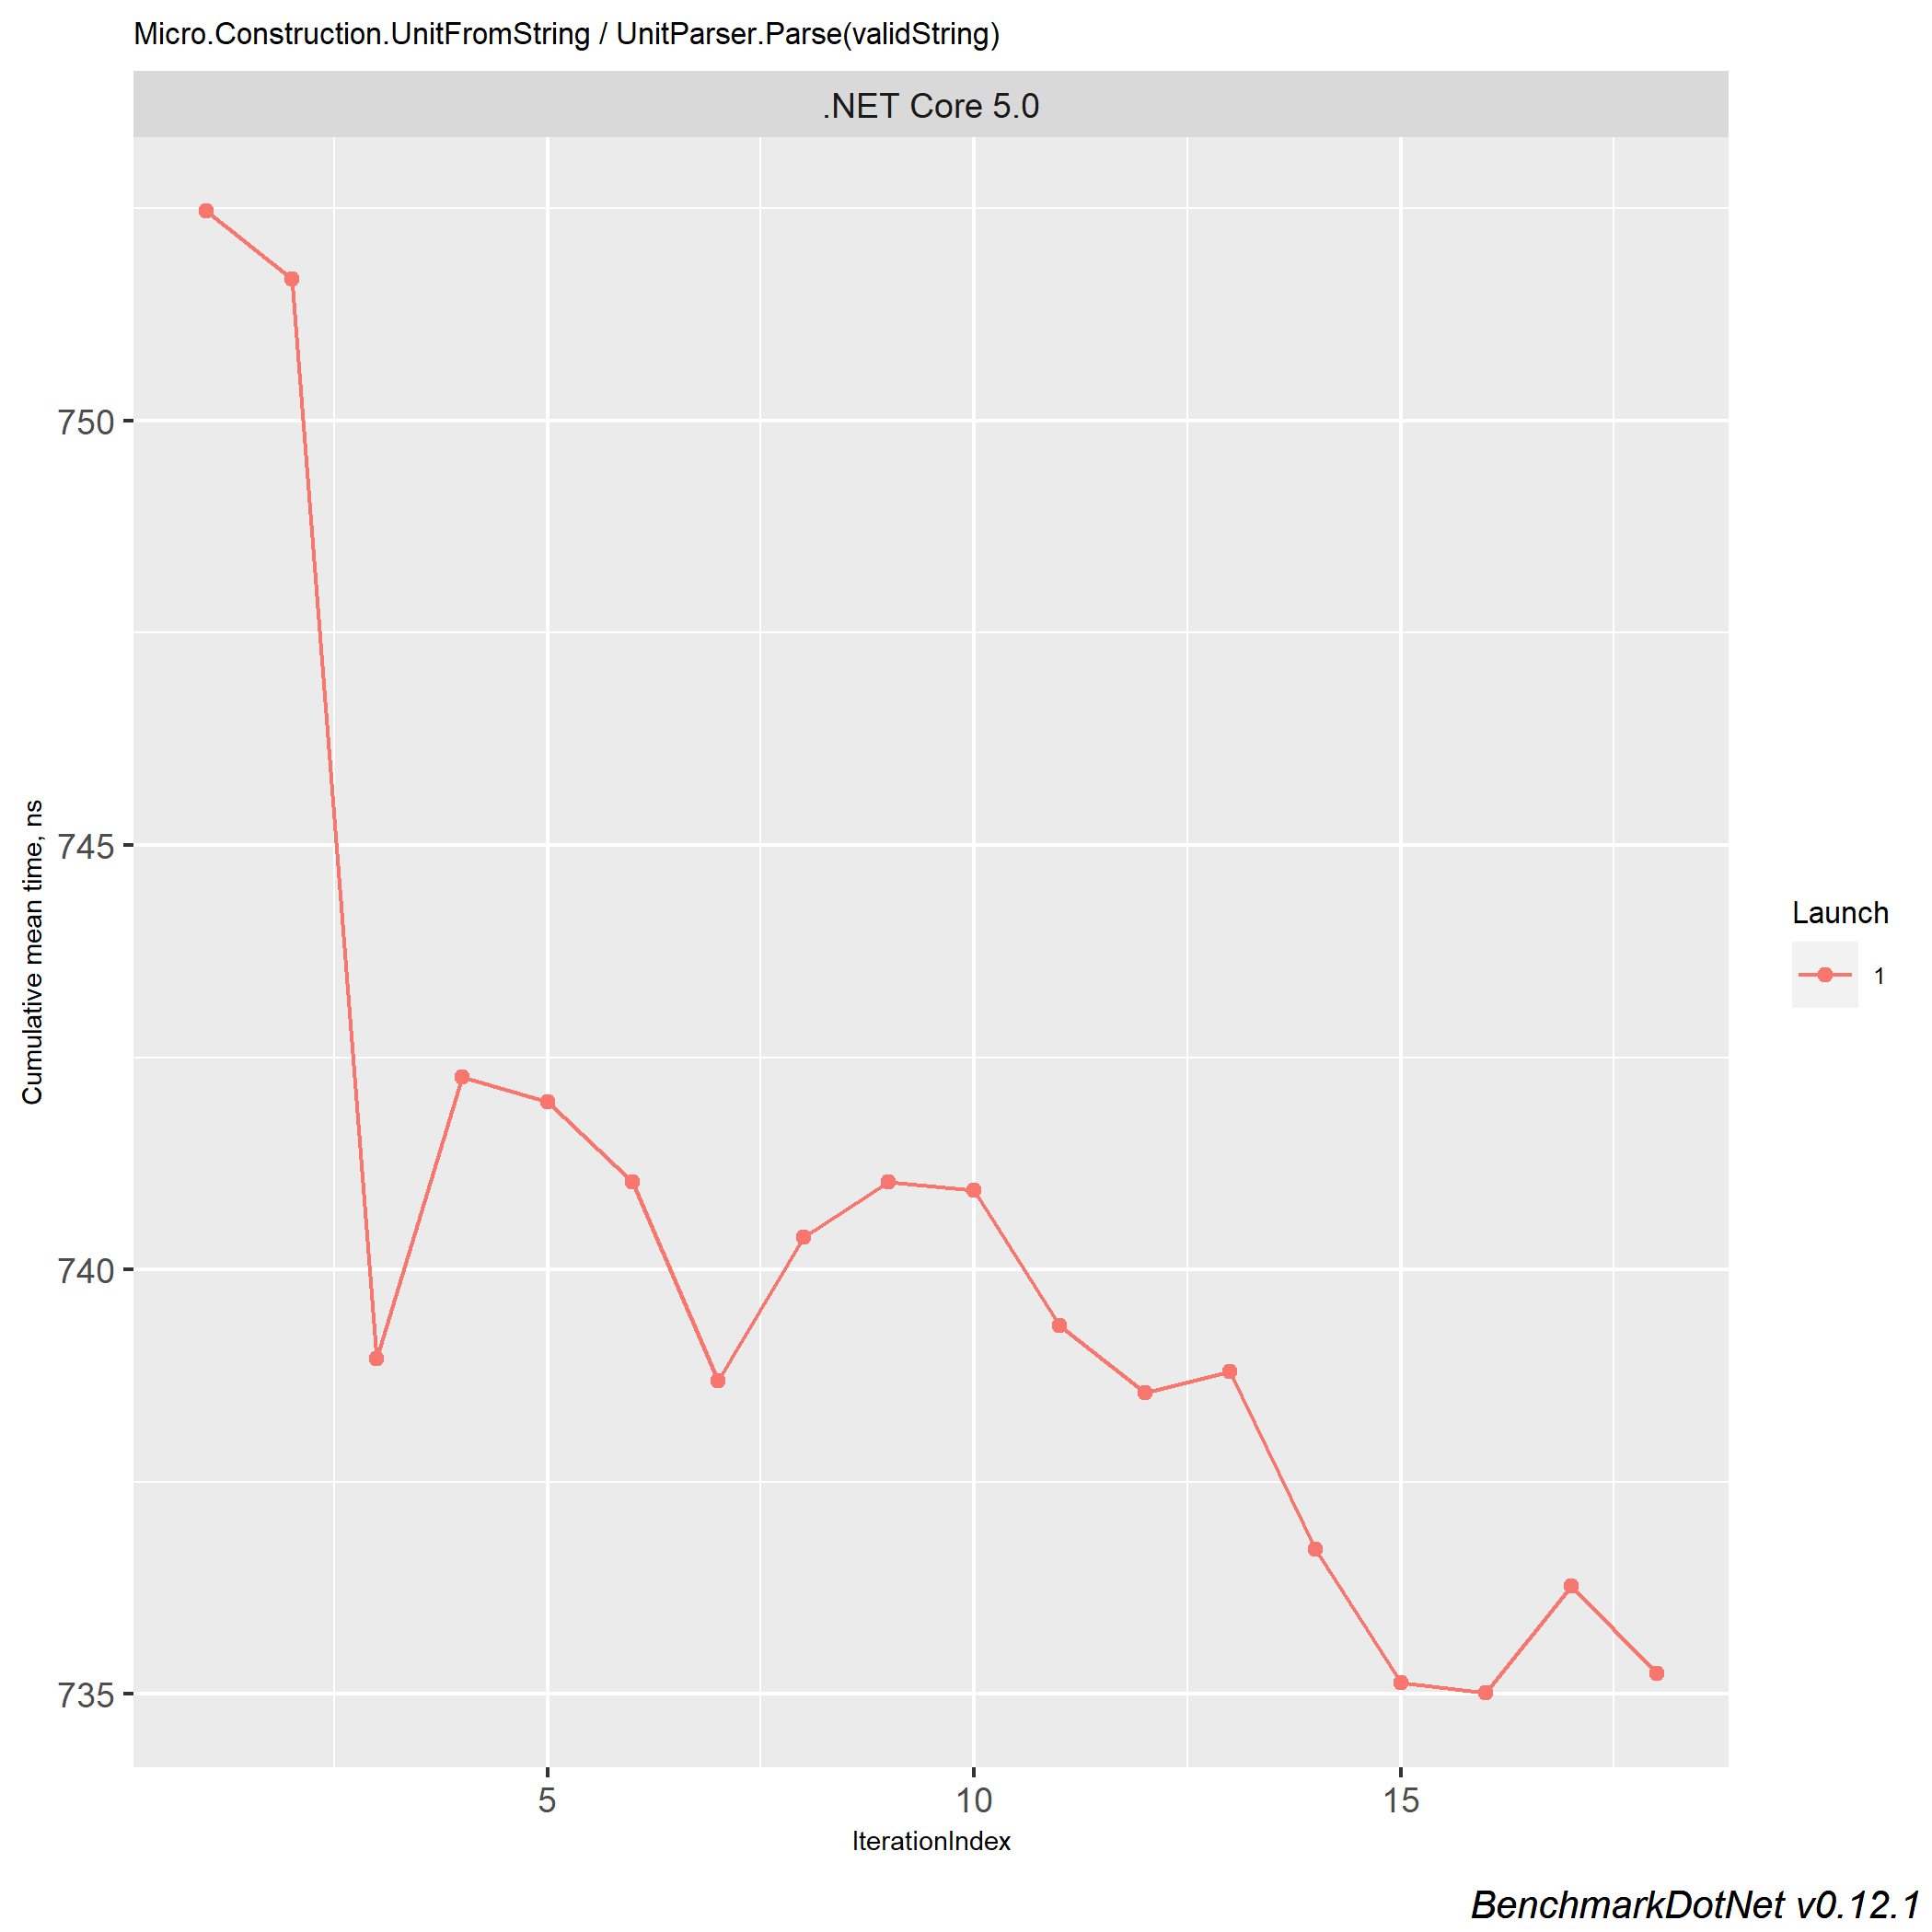 Micro.Construction.UnitFromString / UnitParser.Parse(validString)
.NET Core 5.0
Cumulative mean time, ns
750
745
740
735
5
10
15
IterationIndex
Launch
1
BenchmarkDotNet v0.12.1